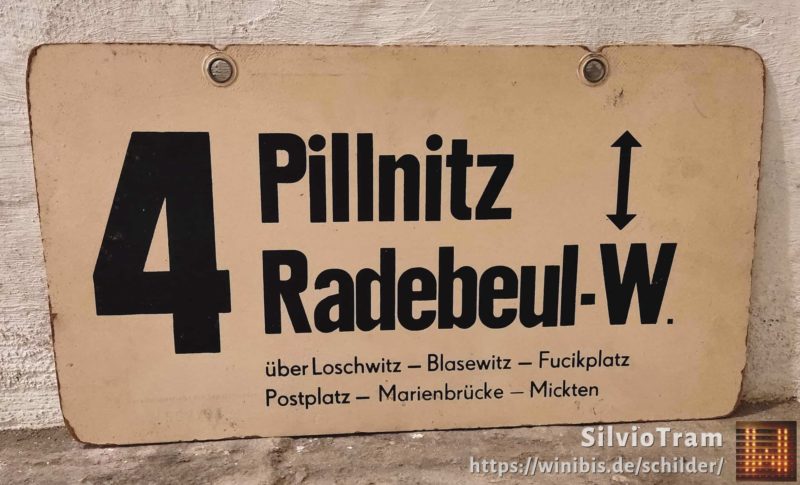 4
Pillnitz
Radebeul-W.
über Loschwitz – Blasewitz – Fucikplatz
Postplatz – Marienbrücke – Mickten
SilvioTram
https://winibis.de/schilder/